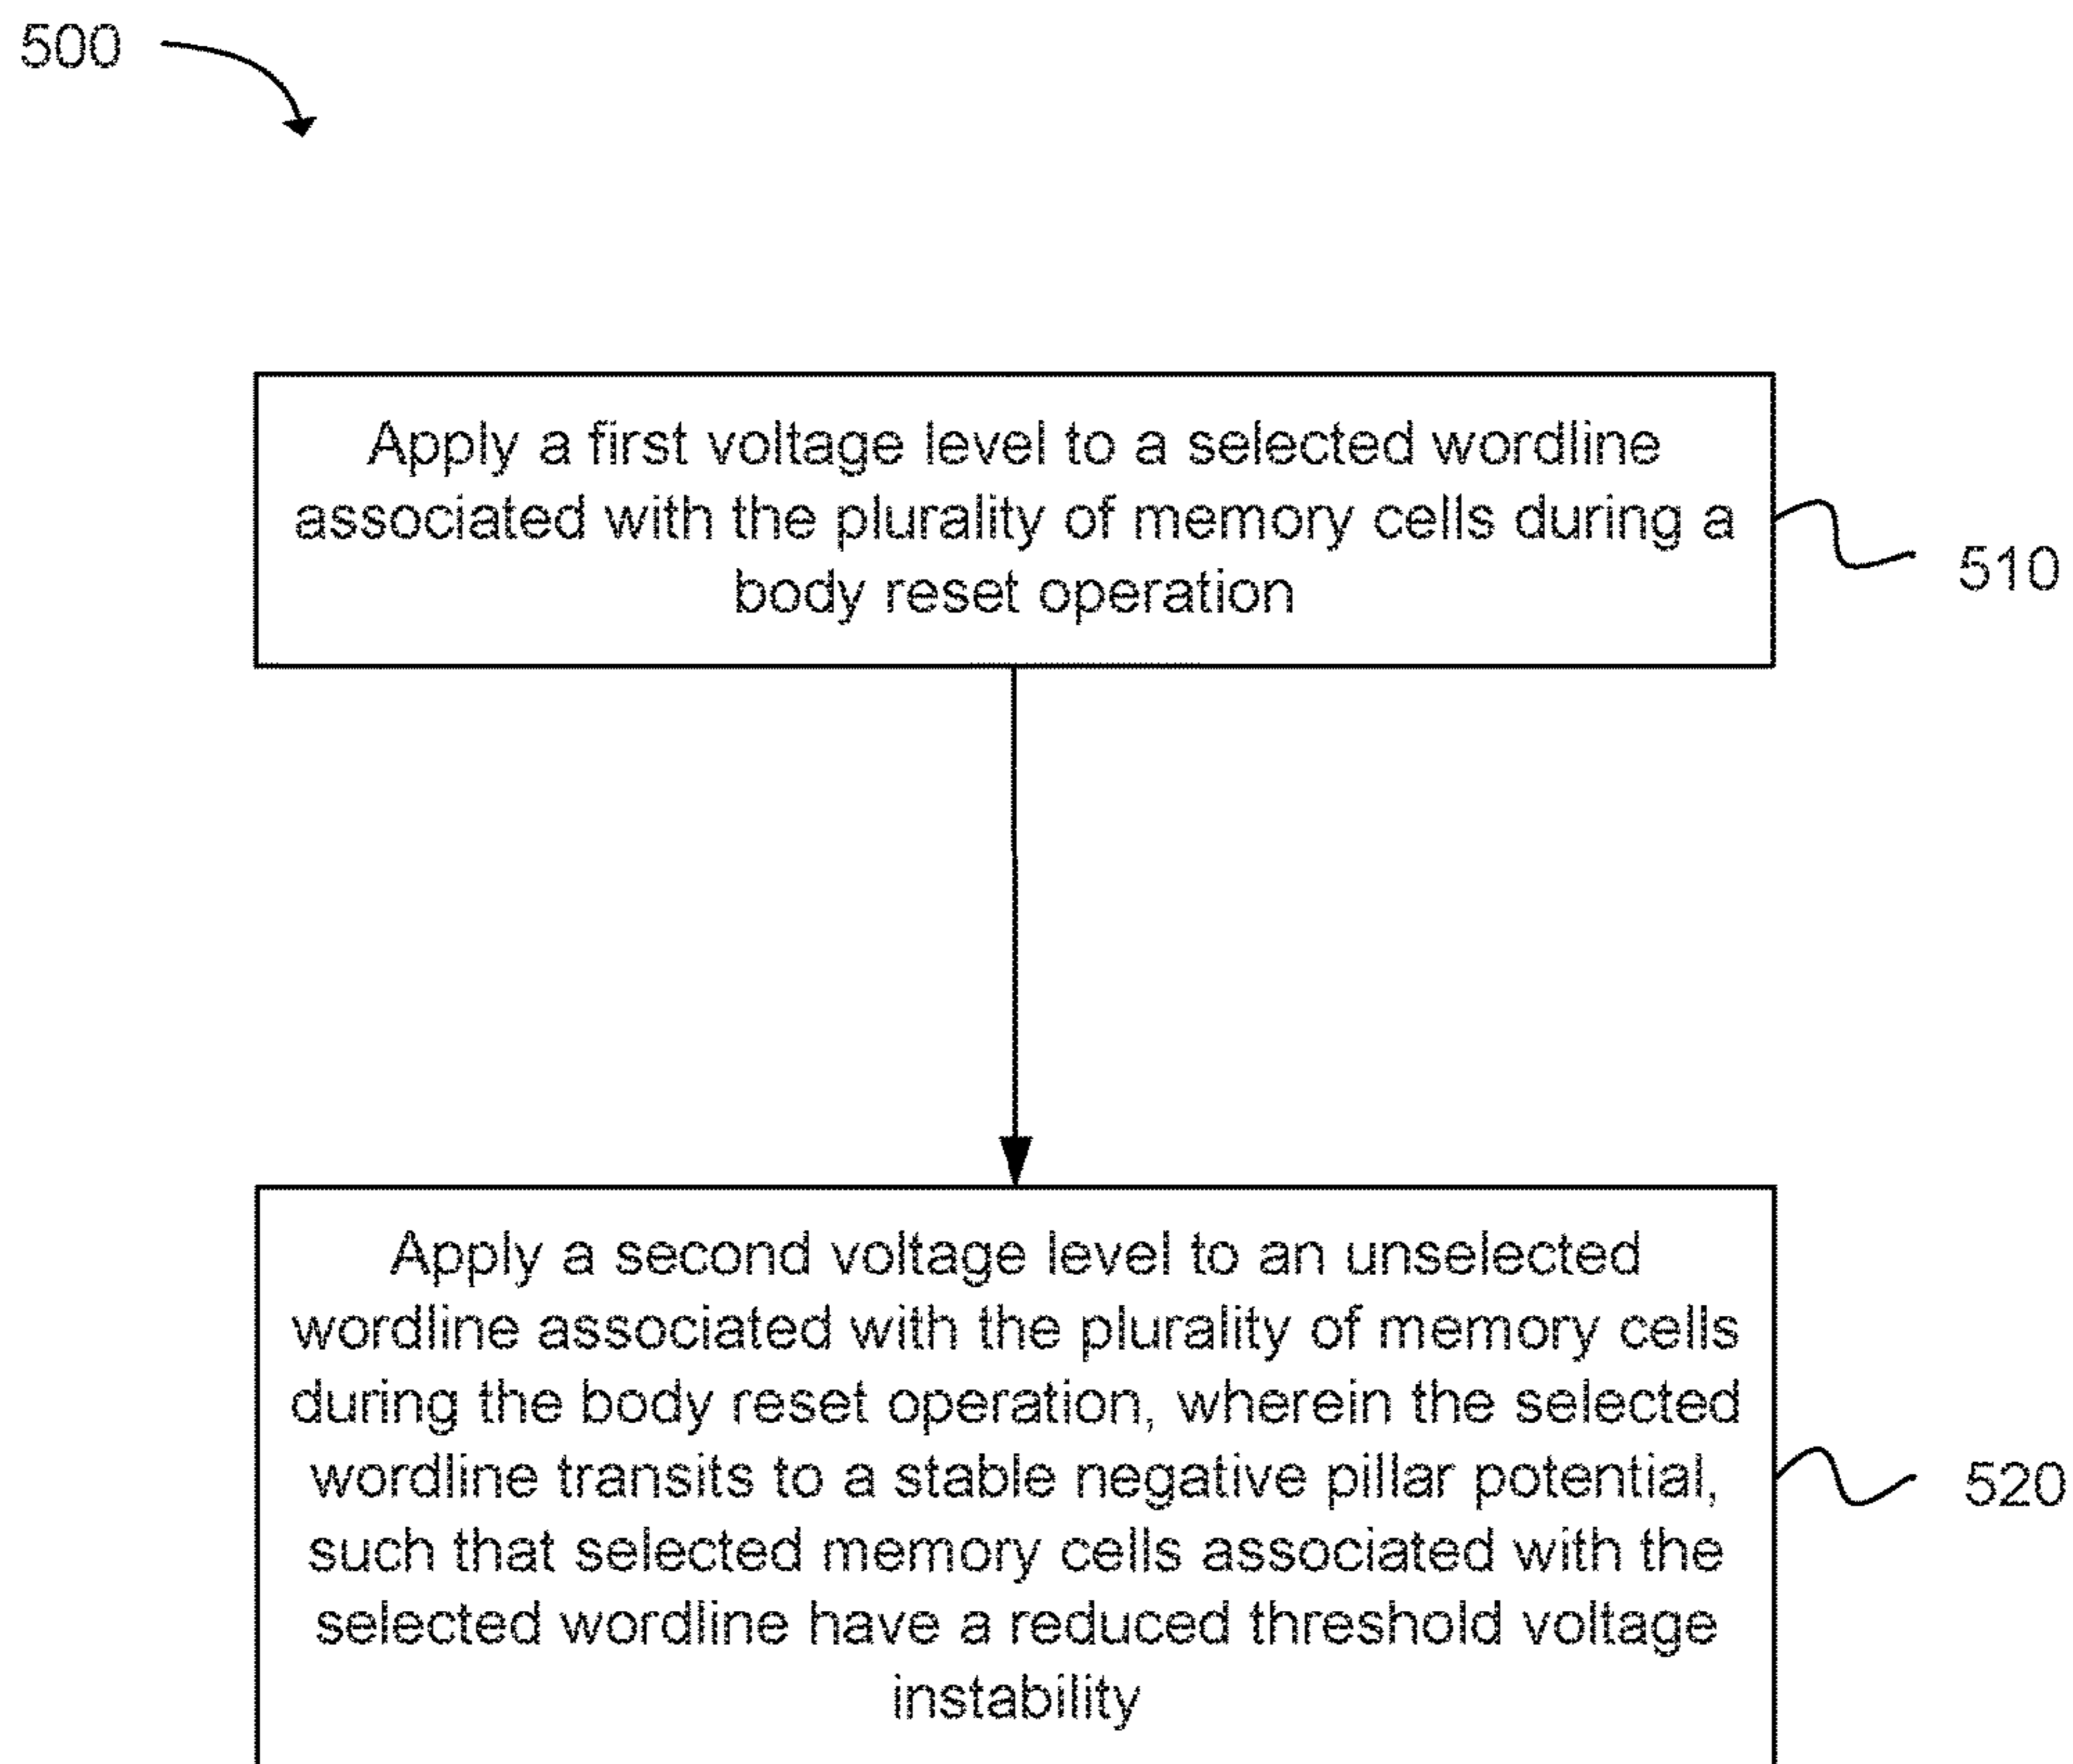 500
Apply a first voltage level to a selected wordline
associated with the plurality of memory cells during a
body reset operation
510
Apply a second voltage level to an unselected
wordline associated with the plurality of memory cells
during the body reset operation, wherein the selected
wordline transits to a stable negative pillar potential,
such that selected memory cells associated with the
selected wordline have a reduced threshold voltage
instability
520